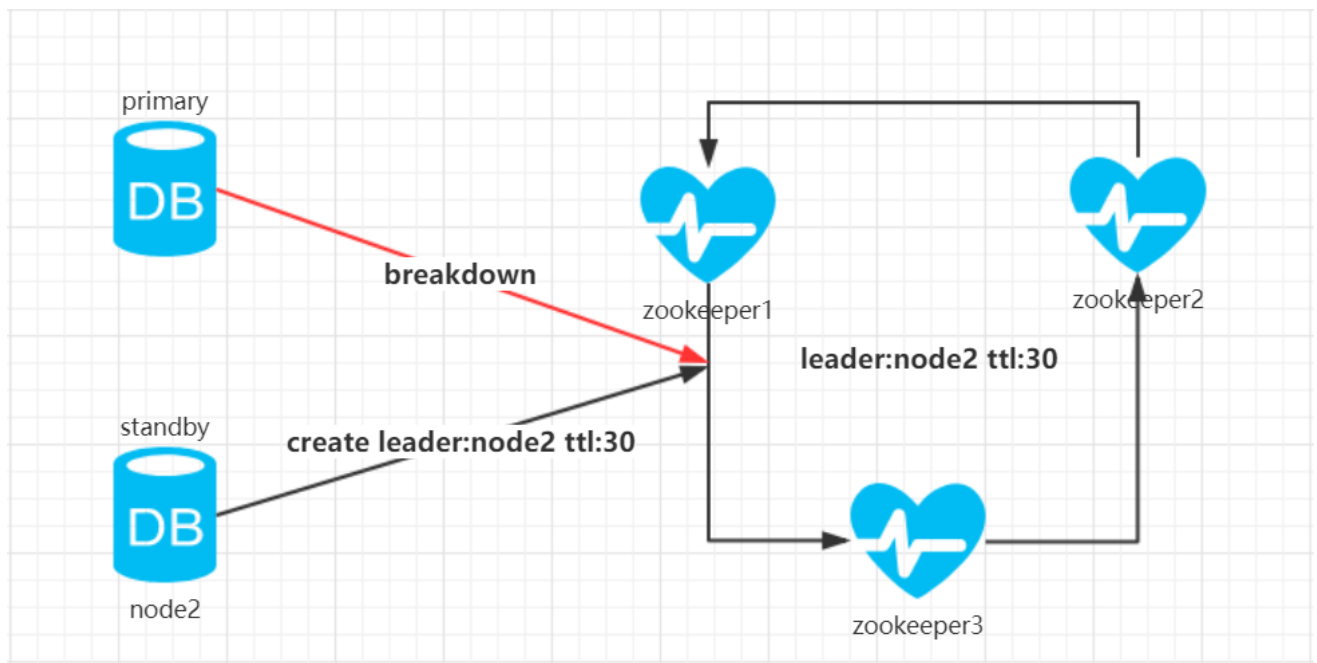 primary
DB
breakdown
standby
create leader:node2 ttl:30
DB
node2
zookeeper1
zookeeper2
leader:node2 ttl:30
zookeeper3